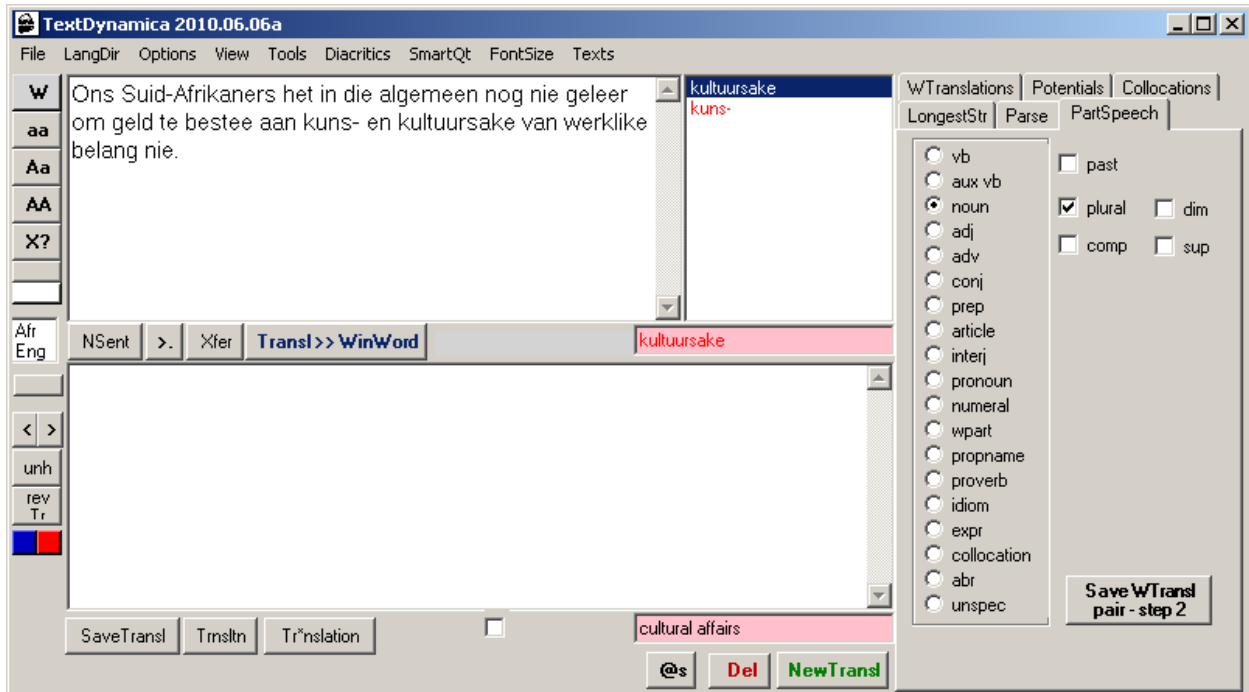 TextDynamica 2010.06.06a
File LangDir Options View Tools Diacritics SmartQt FontSize Texts
W
aa
Aa
AA
X?
Afr
Eng
< >
unh
rev
Tr
Ons Suid-Afrikaners het in die algemeen nog nie geleer
om geld te bestee aan kuns- en kultuursake van werklike
belang nie.
kultuursake
kuns-
NSent >. Xfer Transl>>WinWord kultuursake
SaveTransl Trnsltn Tr*nslation cultural affairs
@s Del NewTransl
WTranslations Potentials Collocations
LongestStr Parse PartSpeech
vb
aux vb
noun
adj
adv
conj
prep
article
interj
pronoun
numeral
wpart
propname
proverb
idiom
expr
collocation
abr
unspec
past
plural dim
comp sup
Save WTransl
pair - step 2